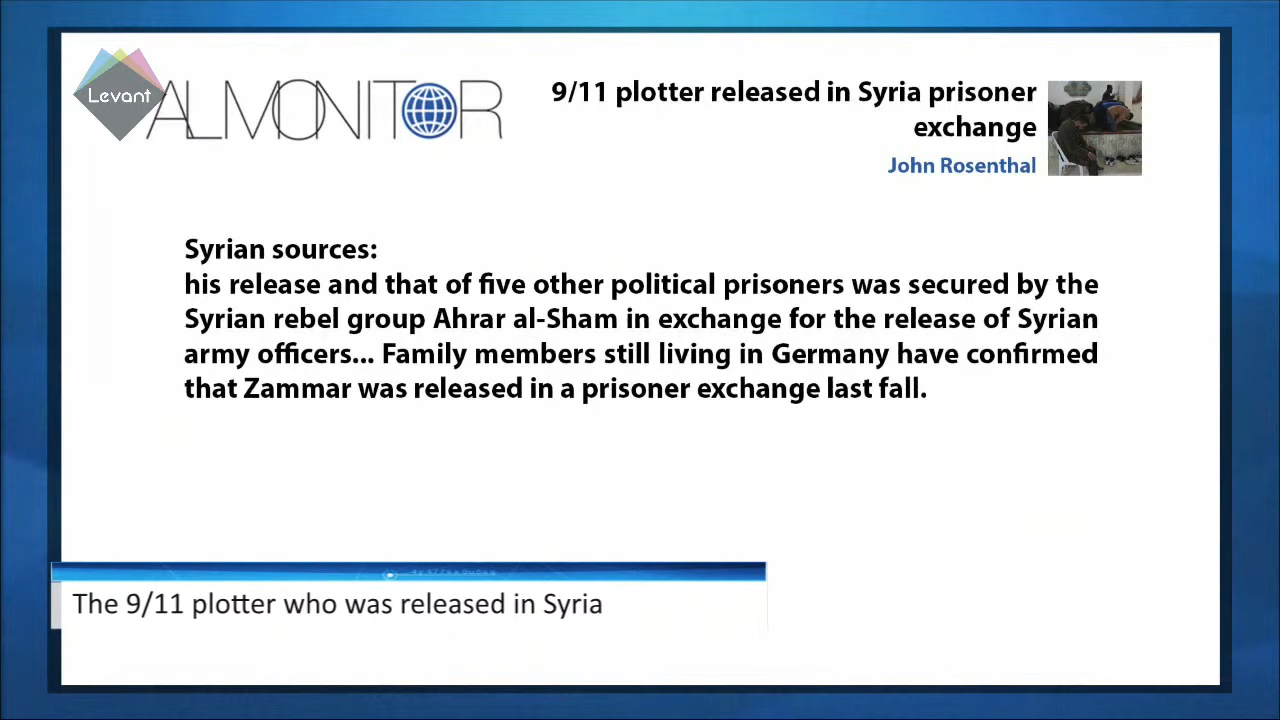 Levant
ALMONITOR
9/11 plotter released in Syria prisoner
exchange
John Rosenthal
Syrian sources:
his release and that of five other political prisoners was secured by the
Syrian rebel group Ahrar al-Sham in exchange for the release of Syrian
army officers... Family members still living in Germany have confirmed
that Zammar was released in a prisoner exchange last fall.
The 9/11 plotter who was released in Syria